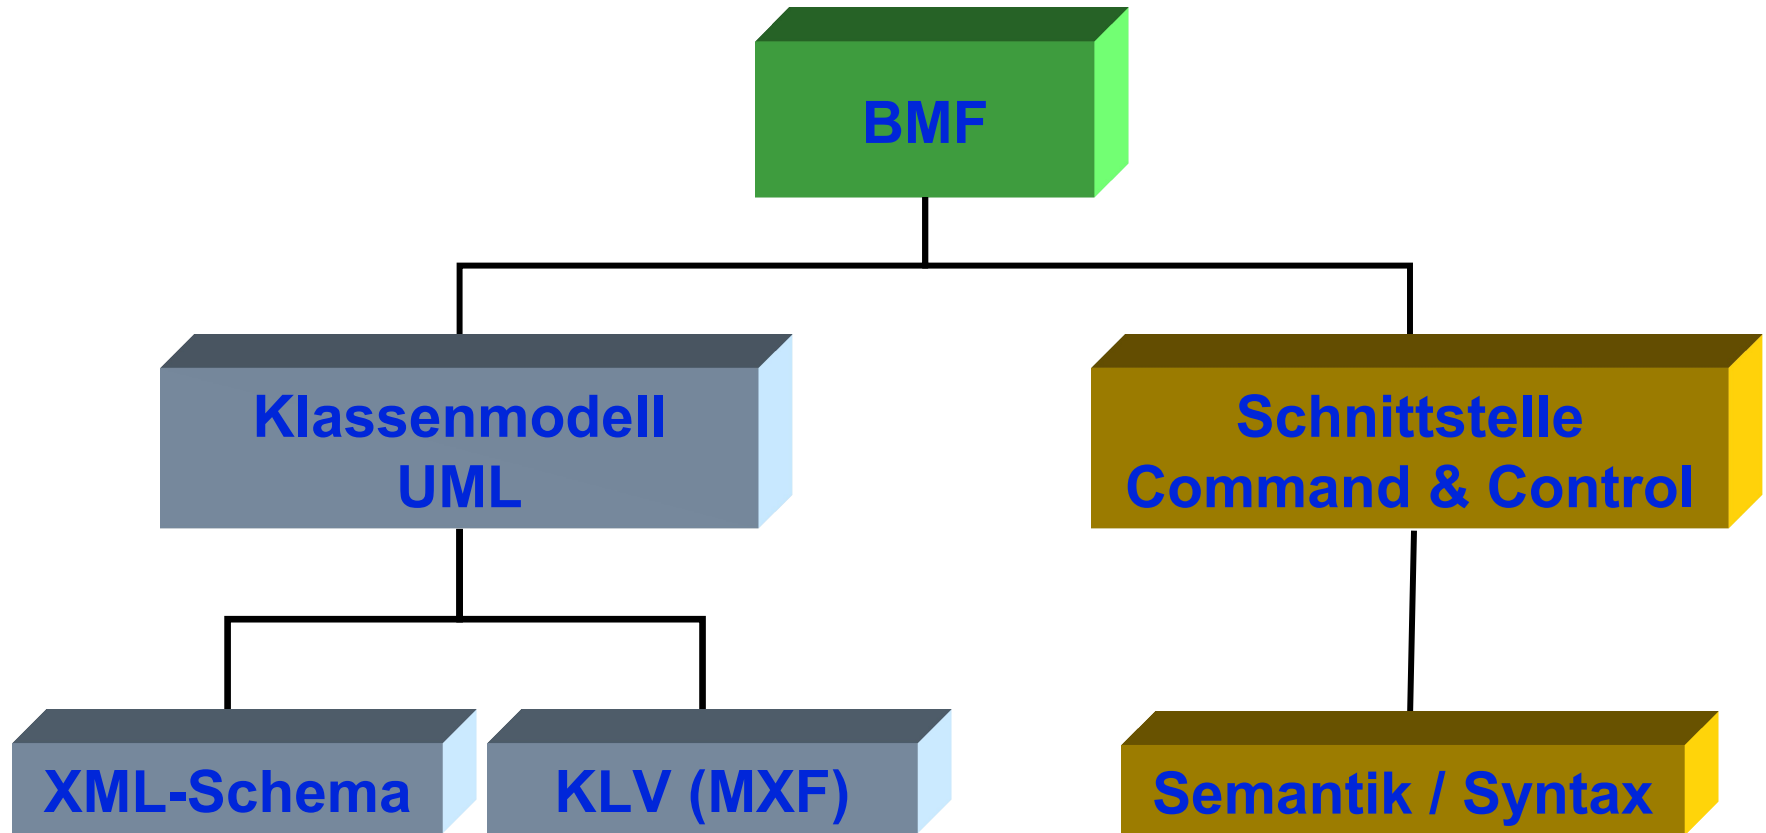 BMF
Klassenmodell
UML
Schnittstelle
Command & Control
XML-Schema
KLV (MXF)
Semantik / Syntax